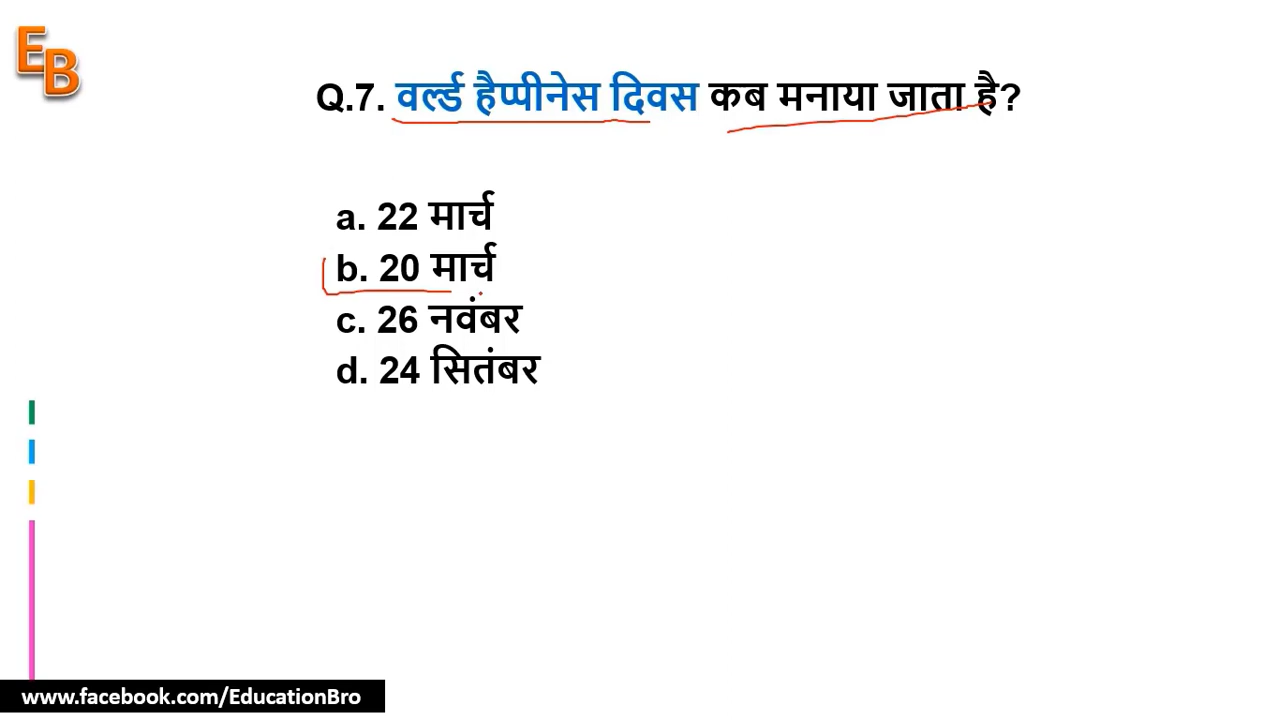 EB
Q.7. वर्ल्ड हैप्पीनेस दिवस कब मनाया जाता है?
a. 22 मार्च
b. 20 मार्च
c. 26 नवंबर
d. 24 सितंबर
www.facebook.com/EducationBro